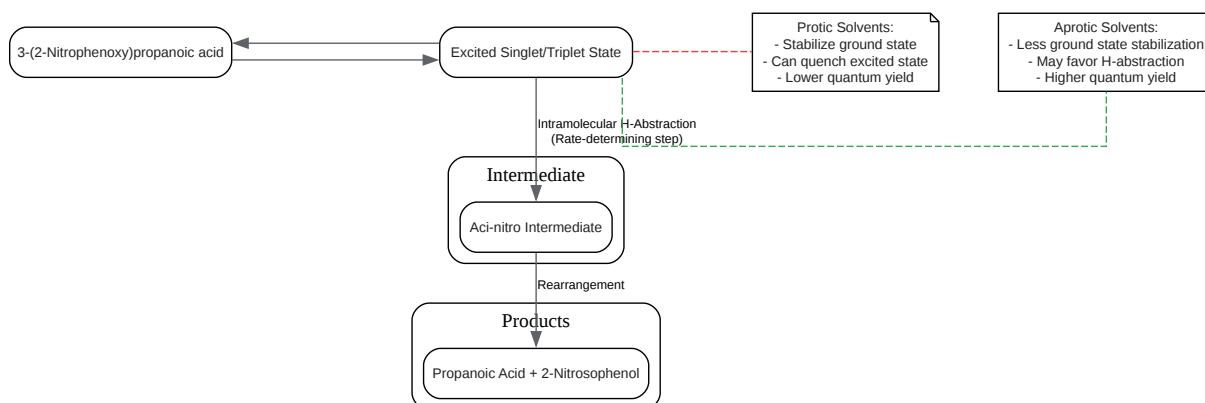 3-(2-Nitrophenoxy)propanoic acid
Excited Singlet/Triplet State
Protic Solvents:
- Stabilize ground state
- Can quench excited state
- Lower quantum yield
Aprotic Solvents:
- Less ground state stabilization
- May favor H-abstraction
- Higher quantum yield
Intramolecular H-Abstraction
(Rate-determining step)
Intermediate
Aci-nitro Intermediate
Rearrangement
Products
Propanoic Acid + 2-Nitrosophenol